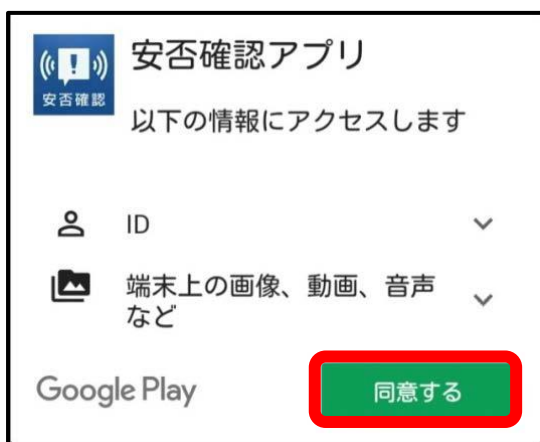 安否確認アプリ
安否確認
以下の情報にアクセスします
ID
端末上の画像、動画、音声
など
Google Play
同意する